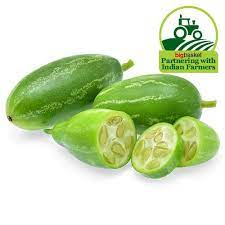 bigbasket
Partnering with
Indian Farmers